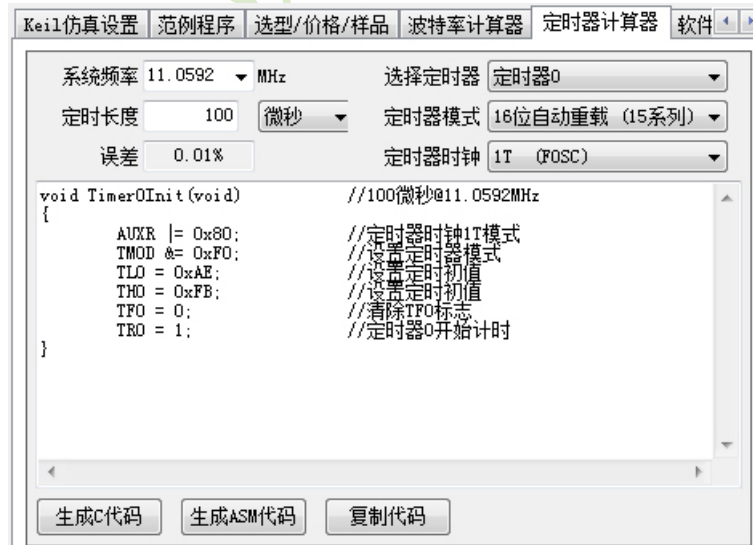 Keil仿真设置 范例程序 选型/价格/样品 波特率计算器 定时器计算器 软件
系统频率 11.0592 MHz 选择定时器 定时器0
定时长度 100 微秒 定时器模式 16位自动重载 (15系列)
误差 0.01% 定时器时钟 1T (FOSC)
void Timer0Init(void) //100微秒@11.0592MHz
{
AUXR |= 0x80; //定时器时钟1T模式
TMOD &= 0xF0; //设置定时器模式
TL0 = 0xAE; //设置定时初值
TH0 = 0xFB; //设置定时初值
TF0 = 0; //清除TF0标志
TR0 = 1; //定时器0开始计时
}
生成C代码 生成ASM代码 复制代码